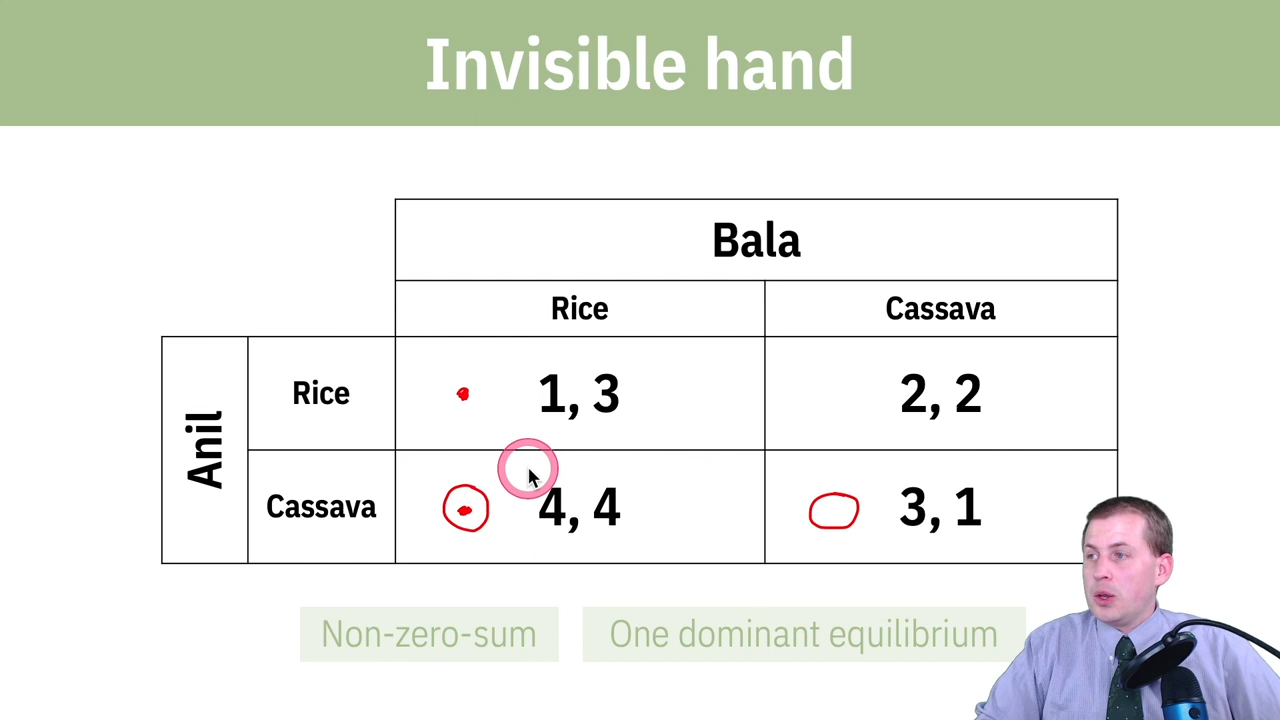 Invisible hand
Bala
Rice Cassava
Anil
Rice 1, 3 2, 2
Cassava 4, 4 3, 1
Non-zero-sum One dominant equilibrium